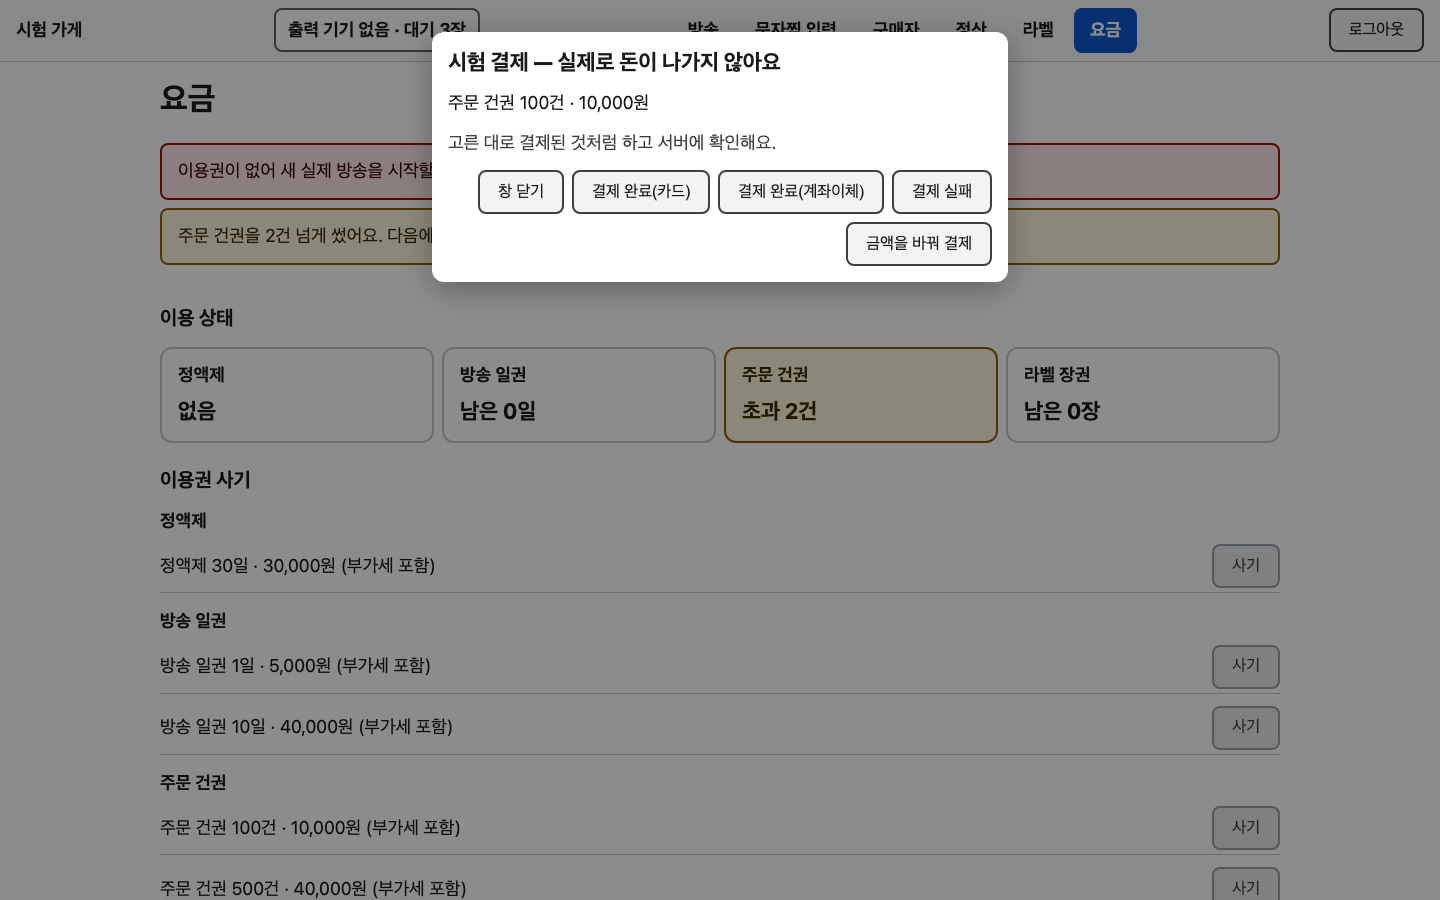 시험 가게
출력 기기 없음 · 대기 3장
방송 문자찍 입력 구매자 정산 라벨 요금
로그아웃
시험 결제 — 실제로 돈이 나가지 않아요
주문 건권 100건 · 10,000원
고른 대로 결제된 것처럼 하고 서버에 확인해요.
창 닫기
결제 완료(카드)
결제 완료(계좌이체)
결제 실패
금액을 바꿔 결제
요금
이용권이 없어 새 실제 방송을 시작할
주문 건권을 2건 넘게 썼어요. 다음에
이용 상태
정액제
없음
방송 일권
남은 0일
주문 건권
초과 2건
라벨 장권
남은 0장
이용권 사기
정액제
정액제 30일 · 30,000원 (부가세 포함)
사기
방송 일권
방송 일권 1일 · 5,000원 (부가세 포함)
사기
방송 일권 10일 · 40,000원 (부가세 포함)
사기
주문 건권
주문 건권 100건 · 10,000원 (부가세 포함)
사기
주문 건권 500건 · 40,000원 (부가세 포함)
사기